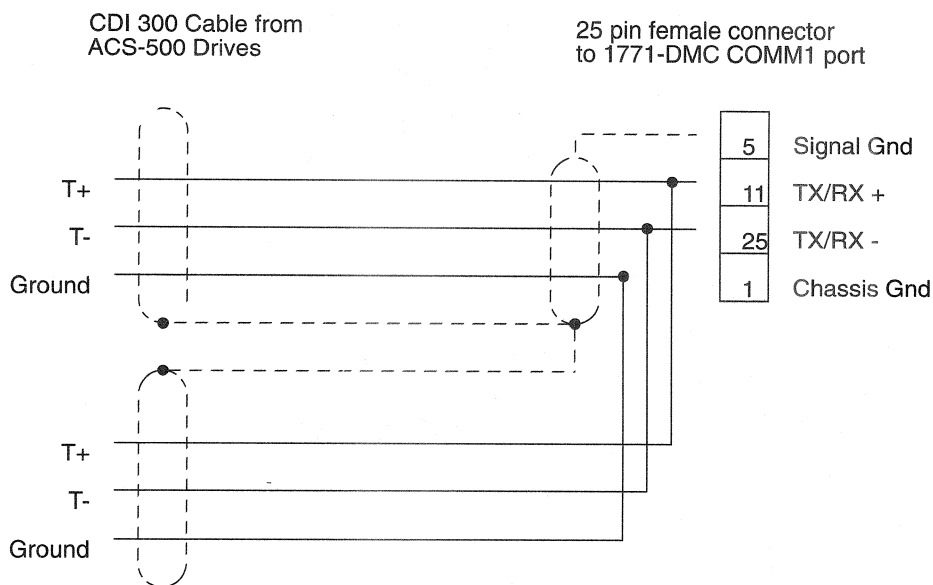 CDI 300 Cable from
ACS-500 Drives
25 pin female connector
to 1771-DMC COMM1 port
5 Signal Gnd
T+
11 TX/RX +
T-
25 TX/RX -
Ground
1 Chassis Gnd
T+
T-
Ground